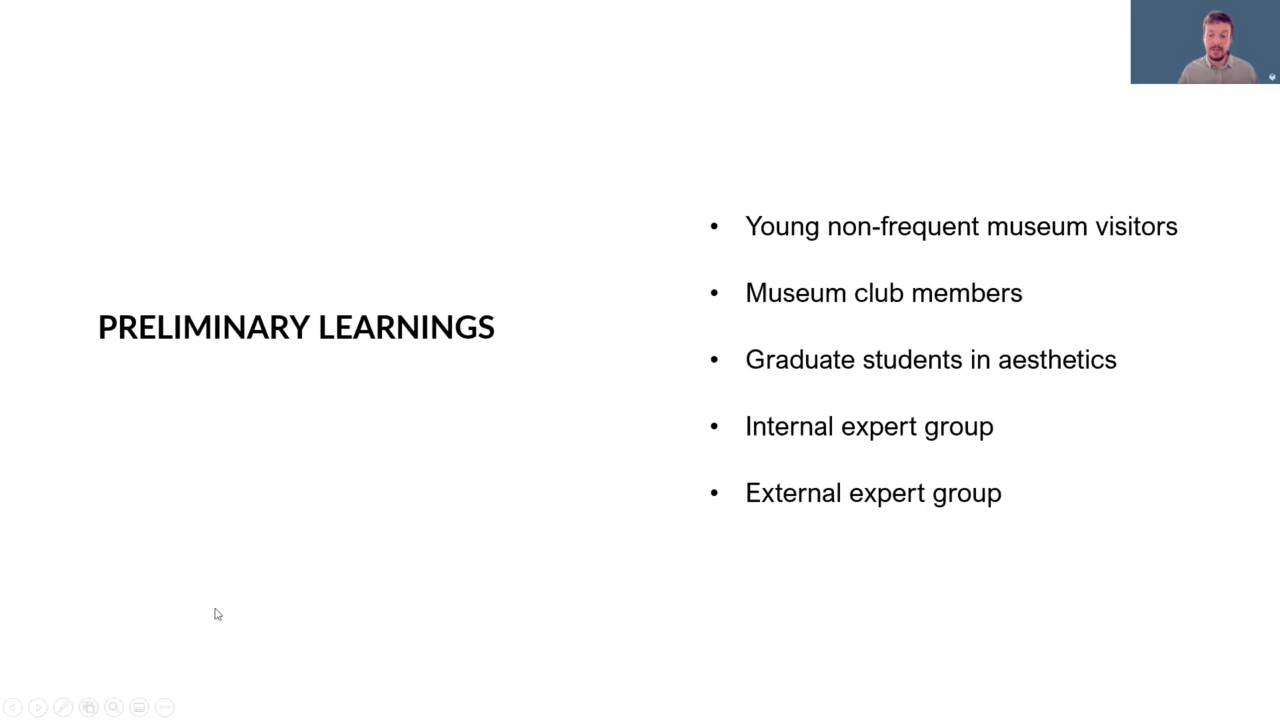 PRELIMINARY LEARNINGS
• Young non-frequent museum visitors
• Museum club members
• Graduate students in aesthetics
• Internal expert group
• External expert group